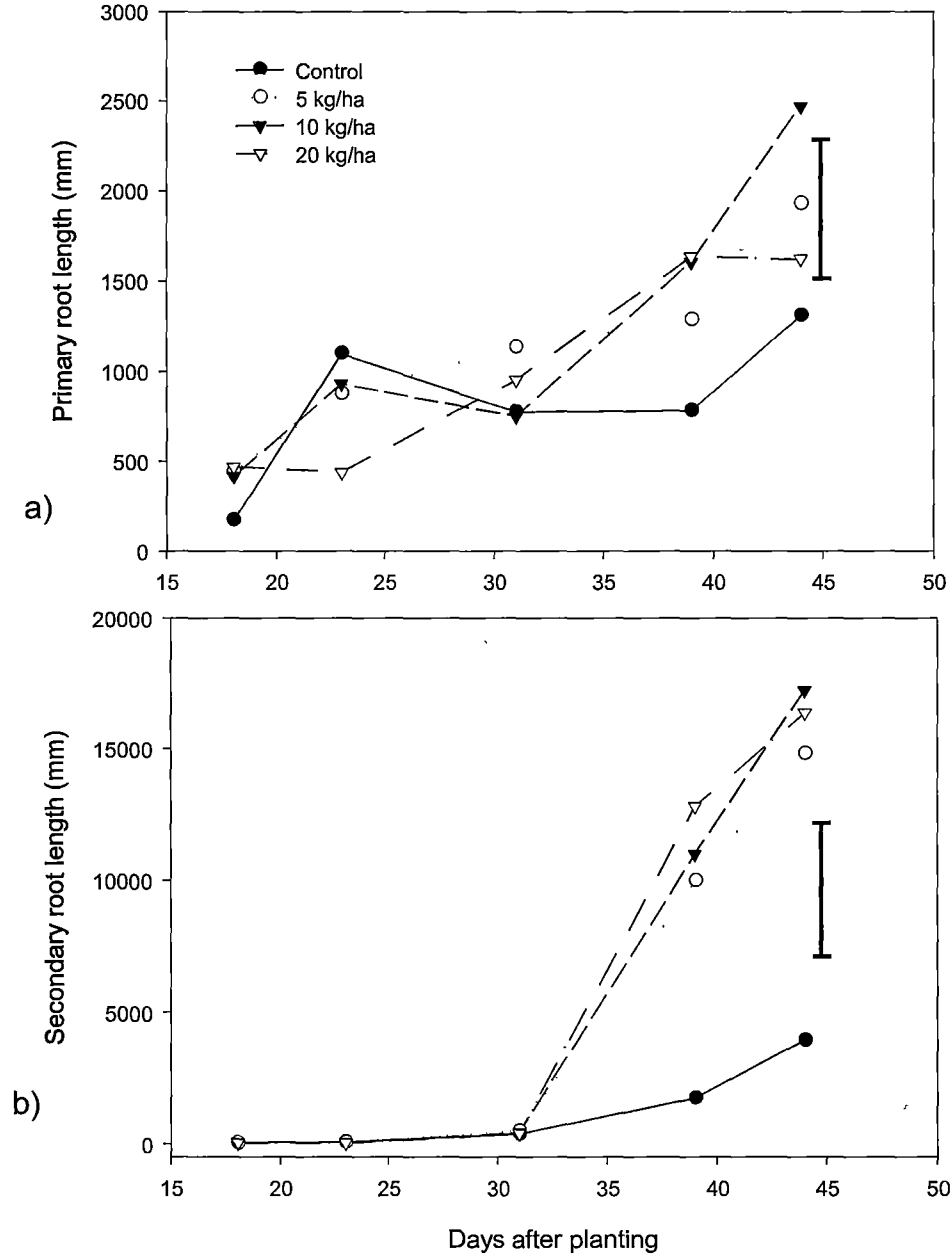 3000
2500
2000
1500
1000
500
0
Primary root length (mm)
Control
5 kg/ha
10 kg/ha
20 kg/ha
a)
15 20 25 30 35 40 45 50
20000
15000
10000
5000
0
Secondary root length (mm)
b)
15 20 25 30 35 40 45 50
Days after planting